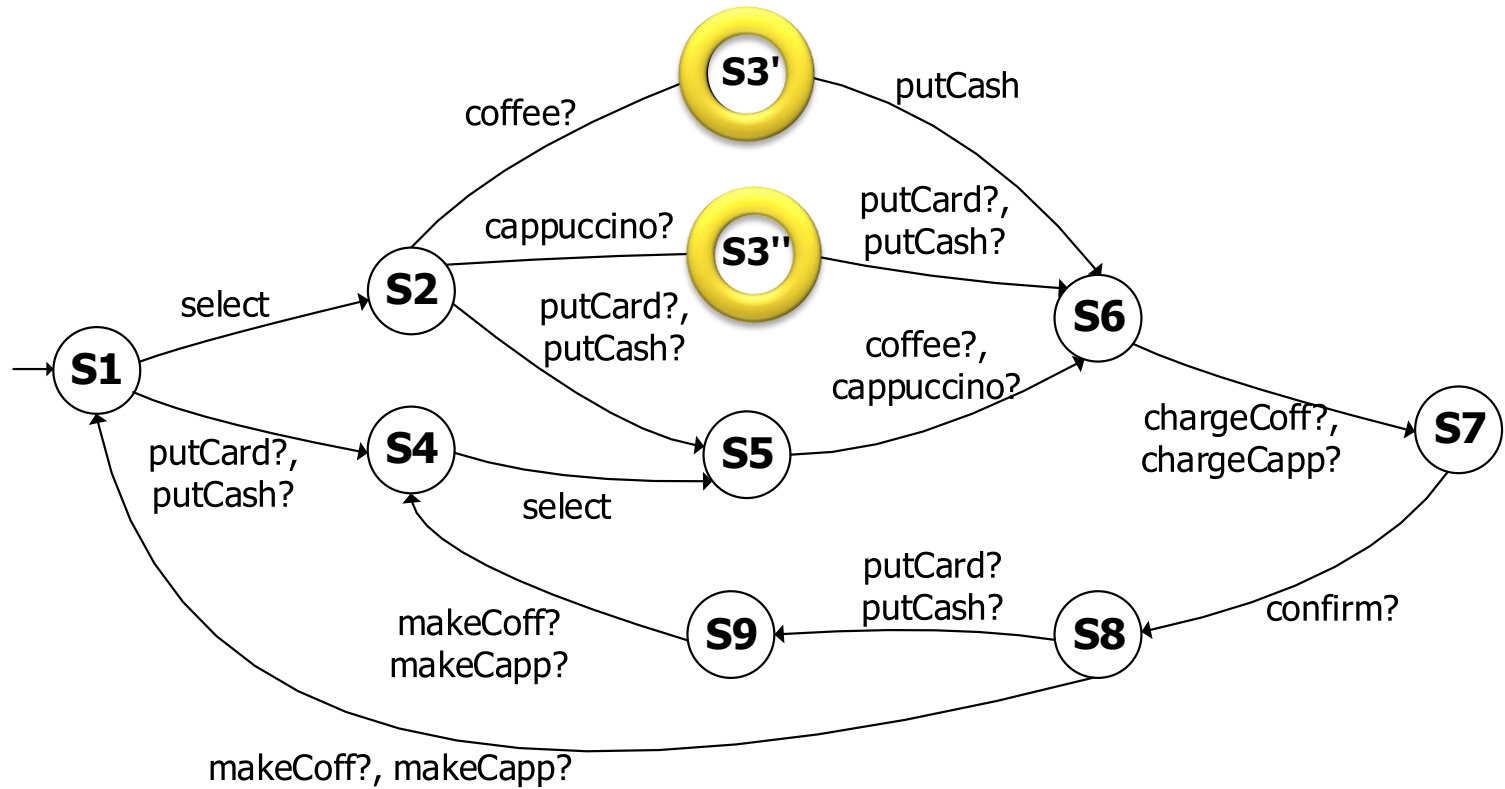 S3'
putCash
coffee?
putCard?,
putCash?
cappuccino?
S3''
S2
select
putCard?,
putCash?
S6
coffee?,
cappuccino?
S1
chargeCoff?,
chargeCapp?
S7
putCard?,
putCash?
S4
S5
select
putCard?
putCash?
confirm?
makeCoff?
makeCapp?
S9
S8
makeCoff?, makeCapp?